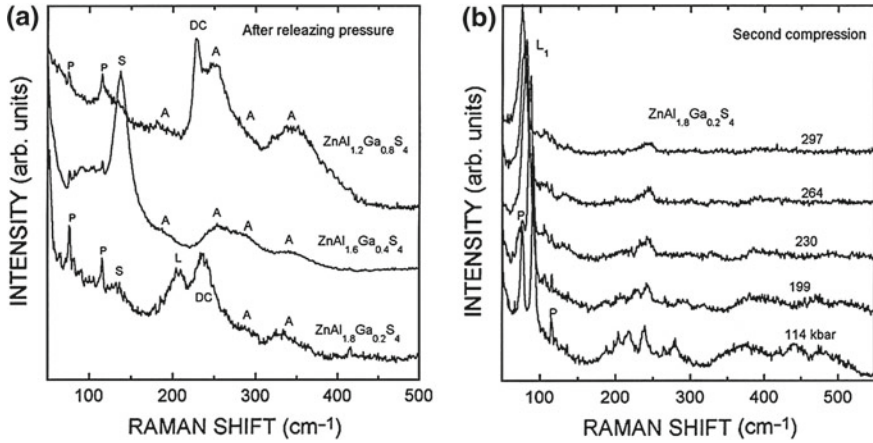 (a)
After releasing pressure
DC
S
P
P
A
A
A
A
ZnAl₁.₂Ga₀.₈S₄
P
P
A
A
A
A
ZnAl₁.₆Ga₀.₄S₄
S
L
DC
A
A
ZnAl₁.₈Ga₀.₂S₄
INTENSITY (arb. units)
100 200 300 400 500
RAMAN SHIFT (cm⁻¹)
(b)
Second compression
L₁
ZnAl₁.₈Ga₀.₂S₄
297
264
P
230
199
P
114 kbar
INTENSITY (arb. units)
100 200 300 400 500
RAMAN SHIFT (cm⁻¹)